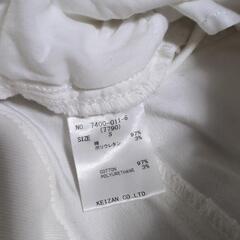 NO 7400-011-6
(7790)
SIZE S
綿 97%
ポリウレタン 3%
COTTON 97%
POLYURETHANE 3%
KEIZAN CO.LTD